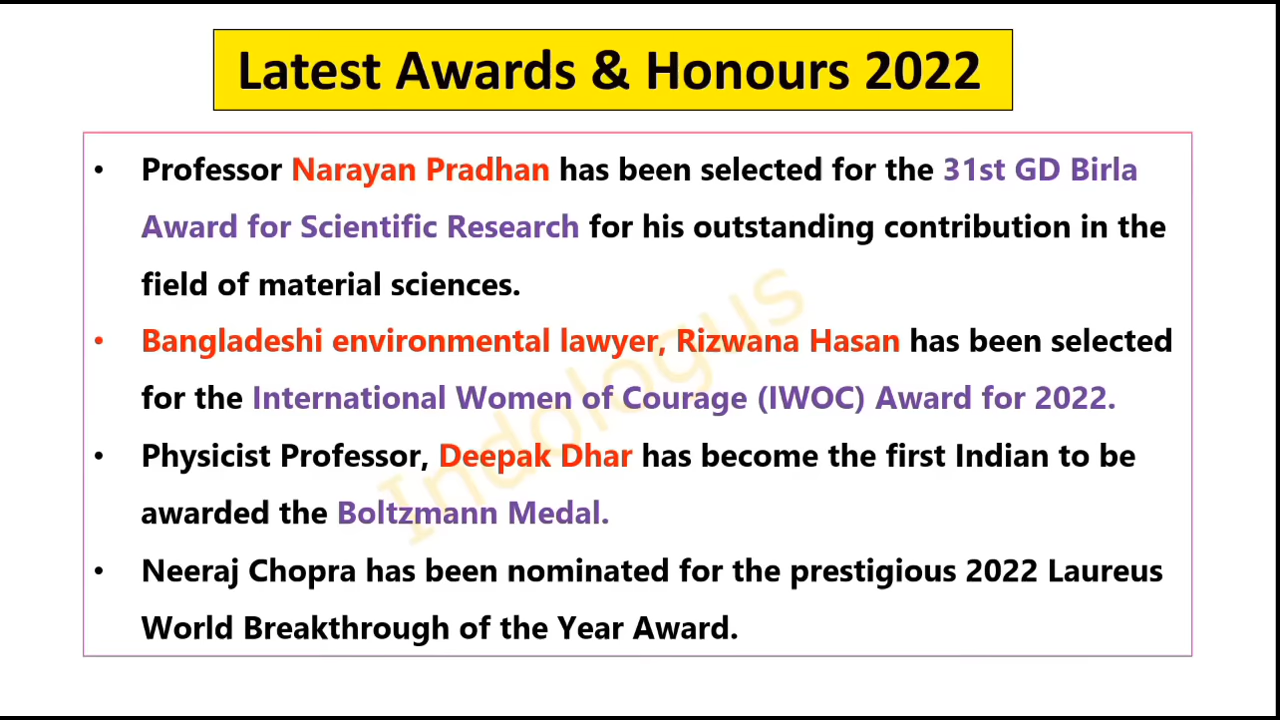 Latest Awards & Honours 2022
• Professor Narayan Pradhan has been selected for the 31st GD Birla
Award for Scientific Research for his outstanding contribution in the
field of material sciences.
• Bangladeshi environmental lawyer, Rizwana Hasan has been selected
for the International Women of Courage (IWOC) Award for 2022.
• Physicist Professor, Deepak Dhar has become the first Indian to be
awarded the Boltzmann Medal.
• Neeraj Chopra has been nominated for the prestigious 2022 Laureus
World Breakthrough of the Year Award.
Indologus